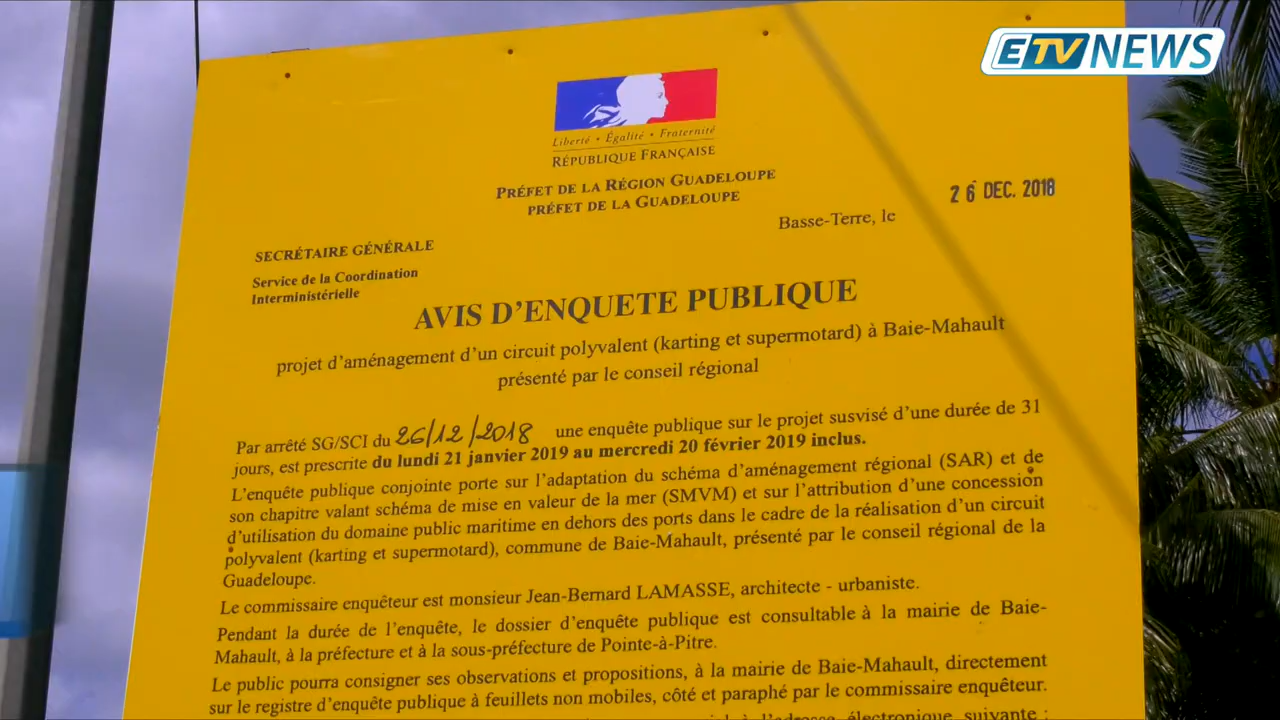 ETV NEWS
Liberté • Égalité • Fraternité
RÉPUBLIQUE FRANÇAISE
PRÉFET DE LA RÉGION GUADELOUPE
PRÉFET DE LA GUADELOUPE
26 DEC. 2018
Basse-Terre, le
SECRÉTAIRE GÉNÉRALE
Service de la Coordination
Interministérielle
AVIS D'ENQUETE PUBLIQUE
projet d'aménagement d'un circuit polyvalent (karting et supermotard) à Baie-Mahault
présenté par le conseil régional
Par arrêté SG/SCI du 26/12/2018 une enquête publique sur le projet susvisé d'une durée de 31
jours, est prescrite du lundi 21 janvier 2019 au mercredi 20 février 2019 inclus.
L'enquête publique conjointe porte sur l'adaptation du schéma d'aménagement régional (SAR) et de
son chapitre valant schéma de mise en valeur de la mer (SMVM) et sur l'attribution d'une concession
d'utilisation du domaine public maritime en dehors des ports dans le cadre de la réalisation d'un circuit
polyvalent (karting et supermotard), commune de Baie-Mahault, présenté par le conseil régional de la
Guadeloupe.
Le commissaire enquêteur est monsieur Jean-Bernard LAMASSE, architecte - urbaniste.
Pendant la durée de l'enquête, le dossier d'enquête publique est consultable à la mairie de Baie-
Mahault, à la préfecture et à la sous-préfecture de Pointe-à-Pitre.
Le public pourra consigner ses observations et propositions, à la mairie de Baie-Mahault, directement
sur le registre d'enquête publique à feuillets non mobiles, côté et paraphé par le commissaire enquêteur.
à l'adresse électronique suivante :